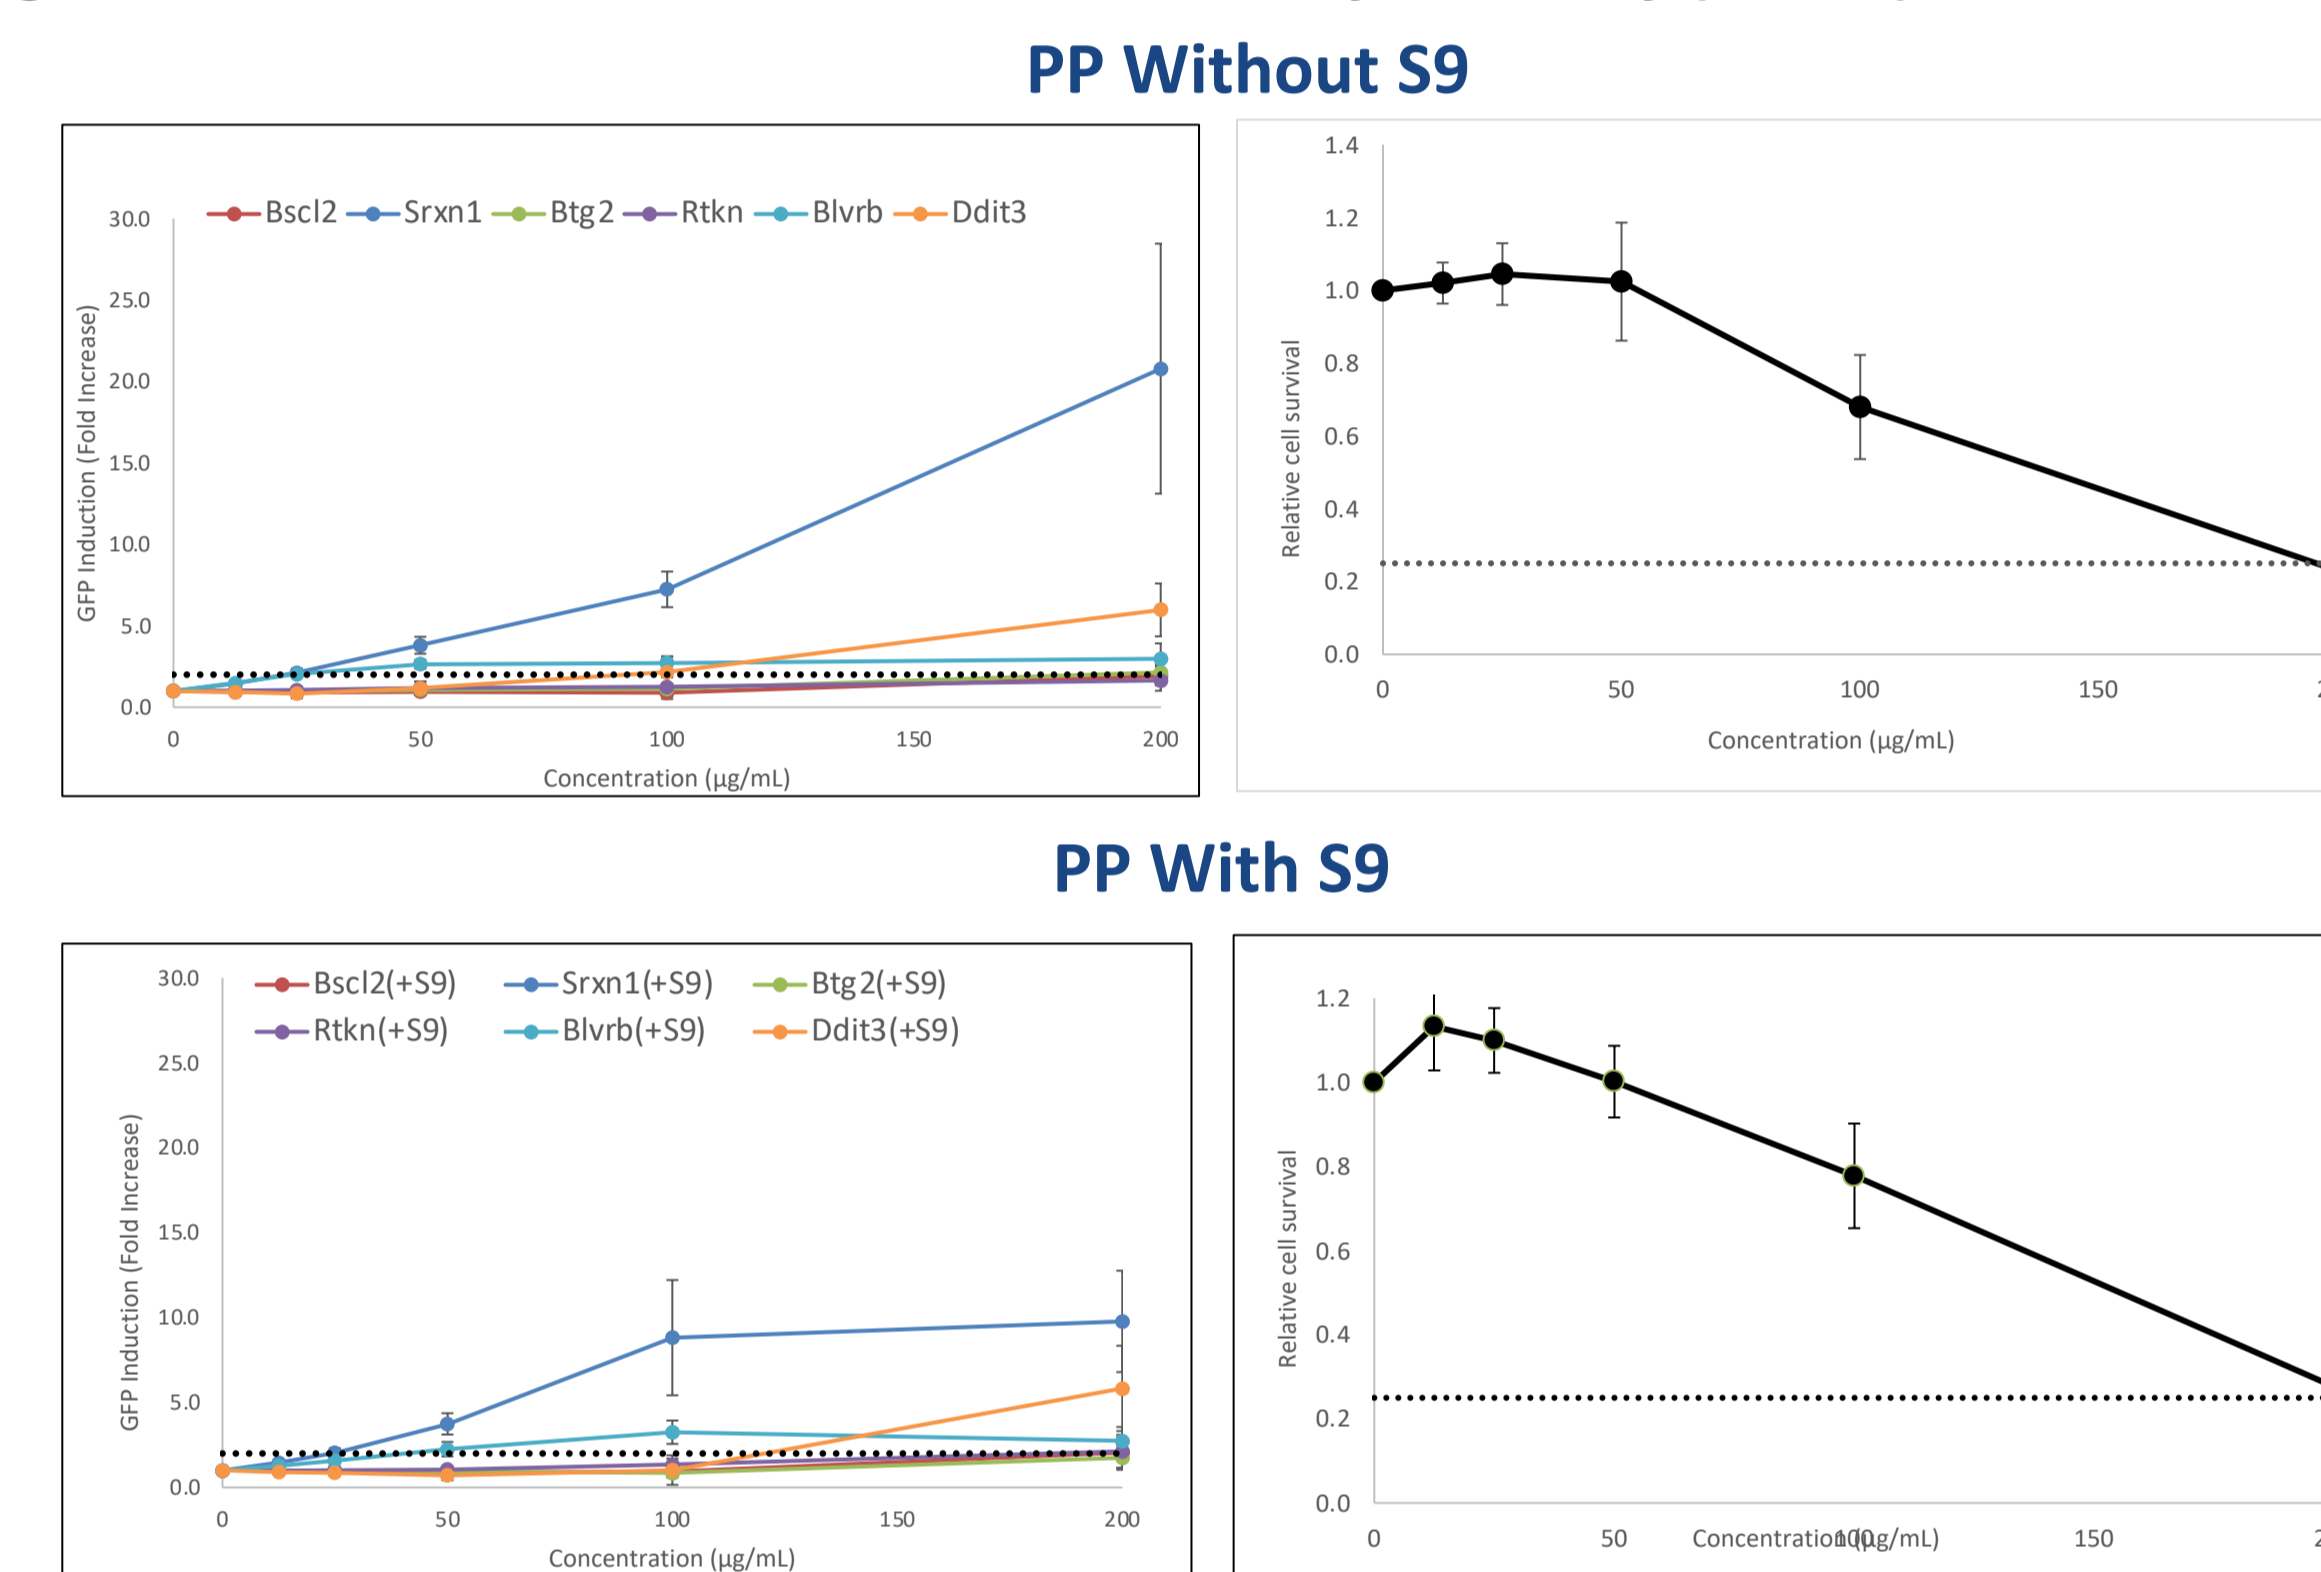 PP Without S9
Bscl2 Srxn1 Btg2 Rtkn Blvrb Ddit3
GFP Induction (Fold Increase)
30.0
25.0
20.0
15.0
10.0
5.0
0.0
0 50 100 150 200
Concentration (µg/mL)
Relative cell survival
1.4
1.2
1.0
0.8
0.6
0.4
0.2
0.0
0 50 100 150
Concentration (µg/mL)
PP With S9
Bscl2(+S9) Srxn1(+S9) Btg2(+S9)
Rtkn(+S9) Blvrb(+S9) Ddit3(+S9)
GFP Induction (Fold Increase)
30.0
25.0
20.0
15.0
10.0
5.0
0.0
0 50 100 150 200
Concentration (µg/mL)
Relative cell survival
1.2
1.0
0.8
0.6
0.4
0.2
0.0
0 50 100 150
Concentration (µg/mL)